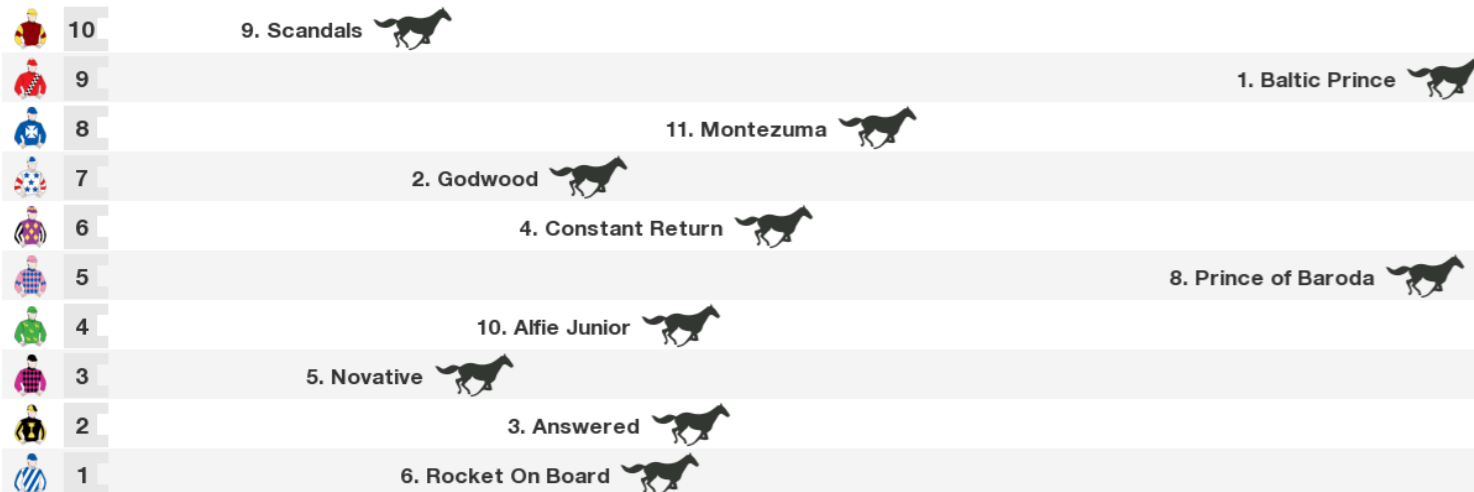 10 9. Scandals
9 1. Baltic Prince
8 11. Montezuma
7 2. Godwood
6 4. Constant Return
5 8. Prince of Baroda
4 10. Alfie Junior
3 5. Novative
2 3. Answered
1 6. Rocket On Board